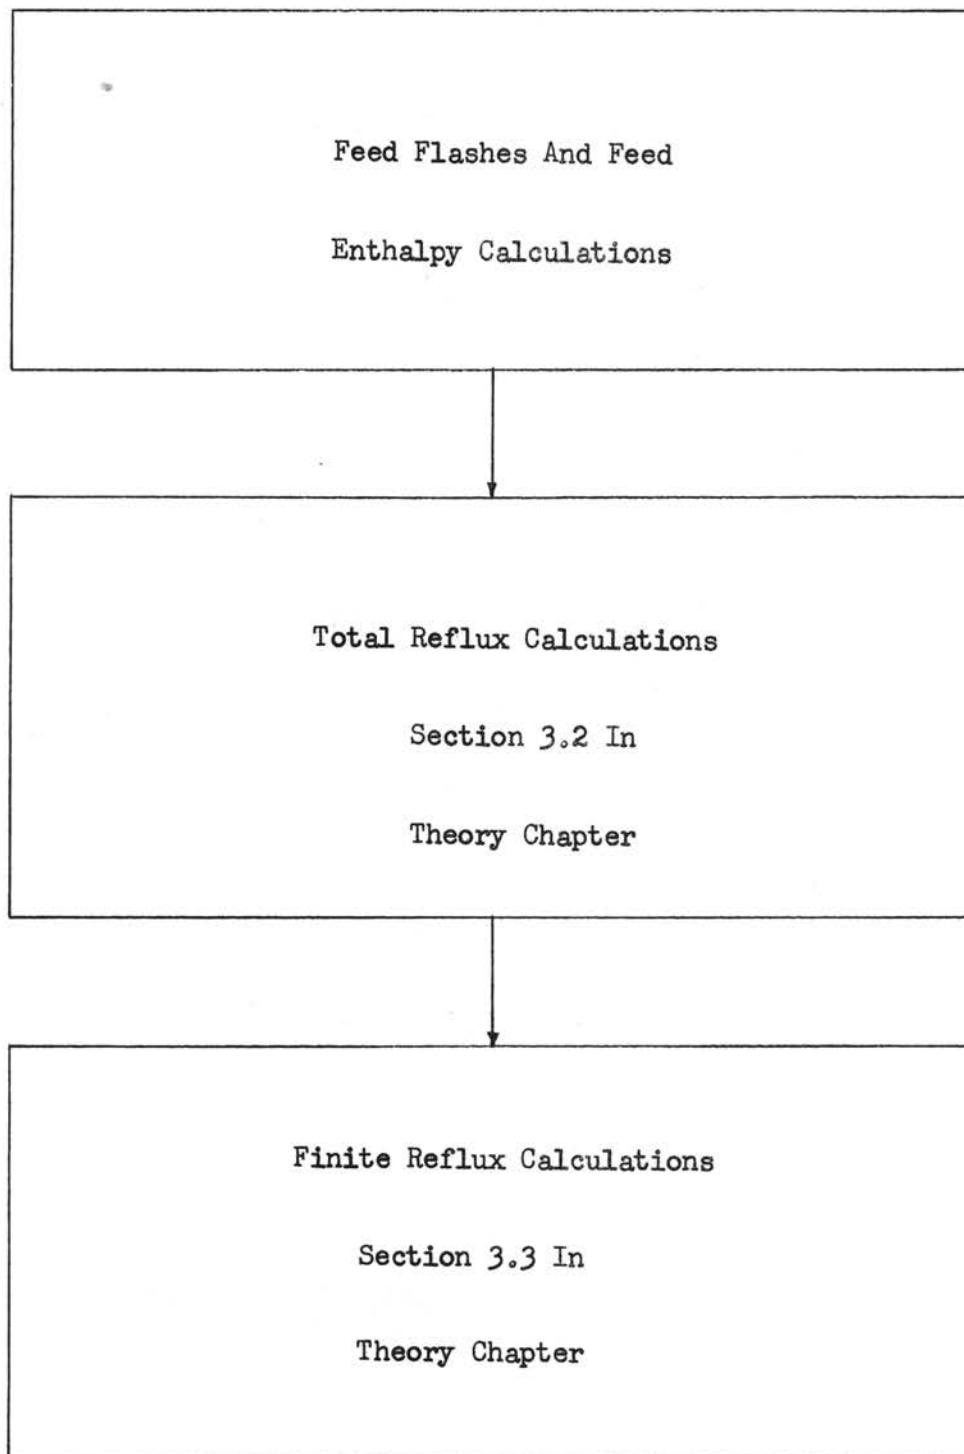 Feed Flashes And Feed
Enthalpy Calculations
Total Reflux Calculations
Section 3.2 In
Theory Chapter
Finite Reflux Calculations
Section 3.3 In
Theory Chapter